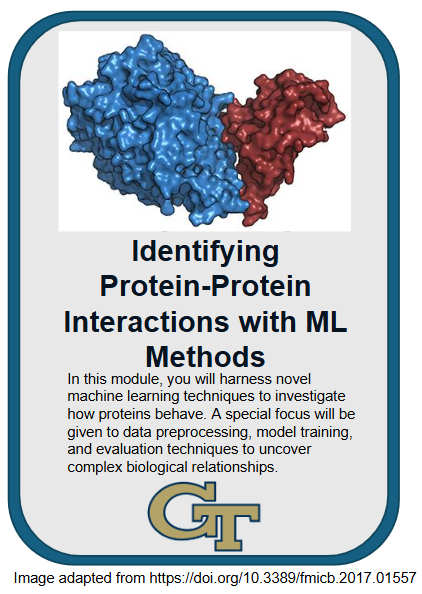 Identifying
Protein-Protein
Interactions with ML
Methods
In this module, you will harness novel
machine learning techniques to investigate
how proteins behave. A special focus will be
given to data preprocessing, model training,
and evaluation techniques to uncover
complex biological relationships.
GT
Image adapted from https://doi.org/10.3389/fmicb.2017.01557